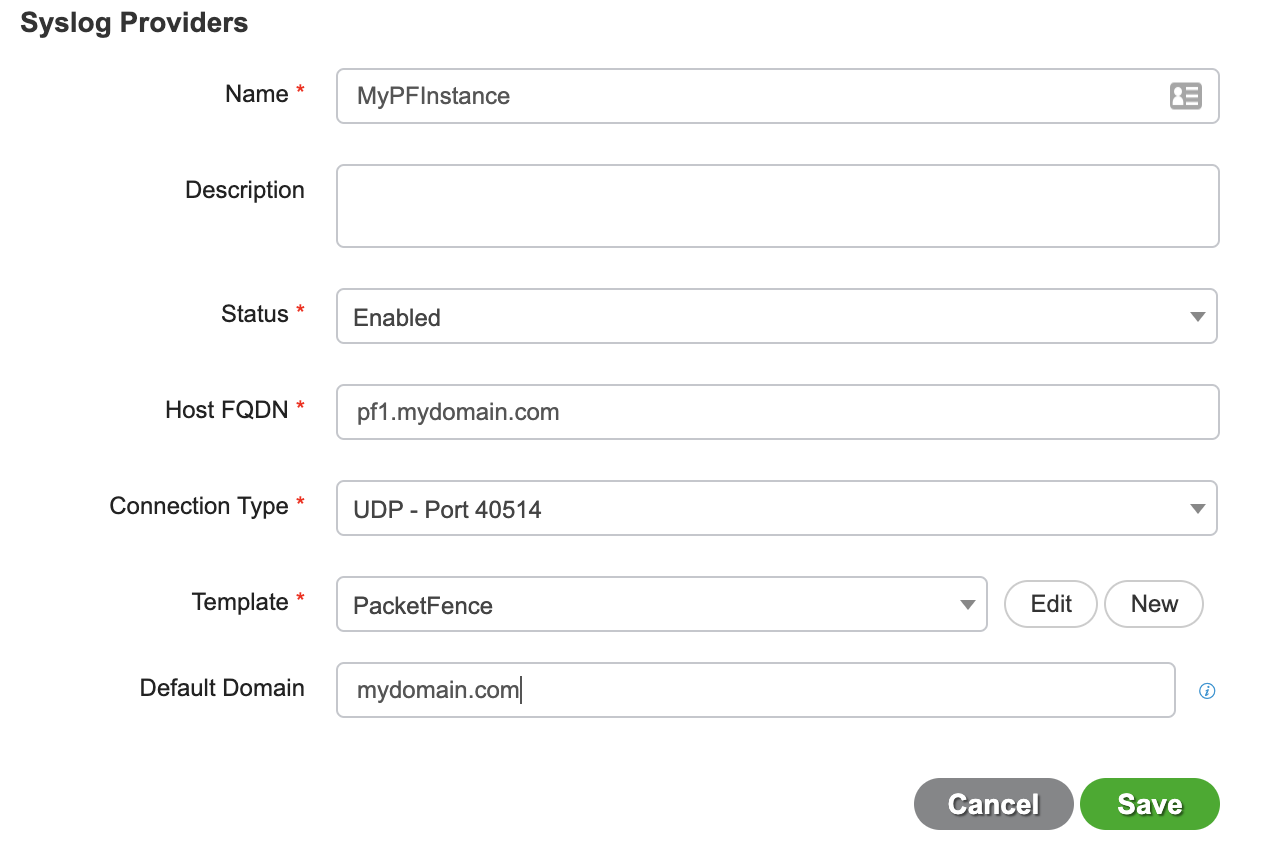 Syslog Providers
Name *
MyPFInstance
Description
Status *
Enabled
Host FQDN *
pf1.mydomain.com
Connection Type *
UDP - Port 40514
Template *
PacketFence
Edit
New
Default Domain
mydomain.com
i
Cancel
Save